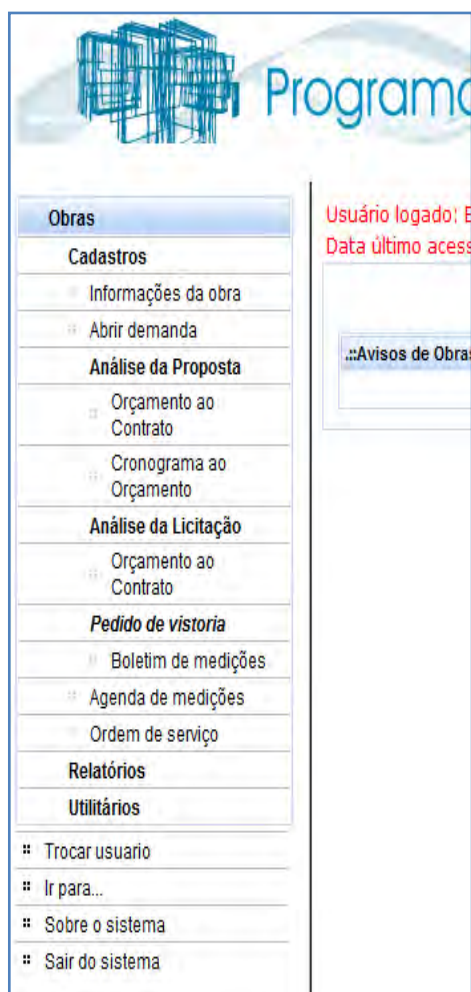 Programa
Obras
Cadastros
Informações da obra
Abrir demanda
Análise da Proposta
Orçamento ao
Contrato
Cronograma ao
Orçamento
Análise da Licitação
Orçamento ao
Contrato
Pedido de vistoria
Boletim de medições
Agenda de medições
Ordem de serviço
Relatórios
Utilitários
Trocar usuario
Ir para...
Sobre o sistema
Sair do sistema
Usuário logado: E
Data último acess
.::Avisos de Obras